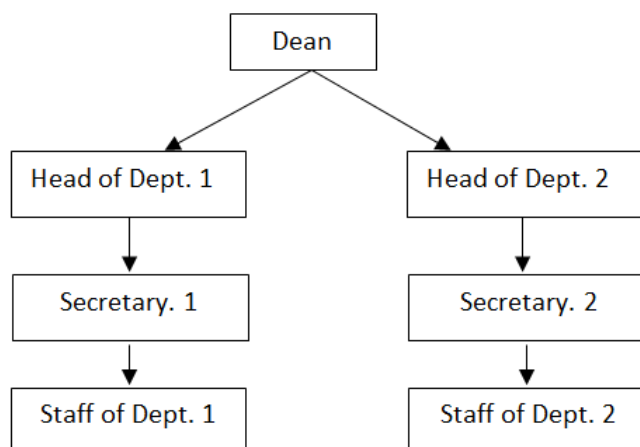 Dean
Head of Dept. 1
Head of Dept. 2
Secretary. 1
Secretary. 2
Staff of Dept. 1
Staff of Dept. 2